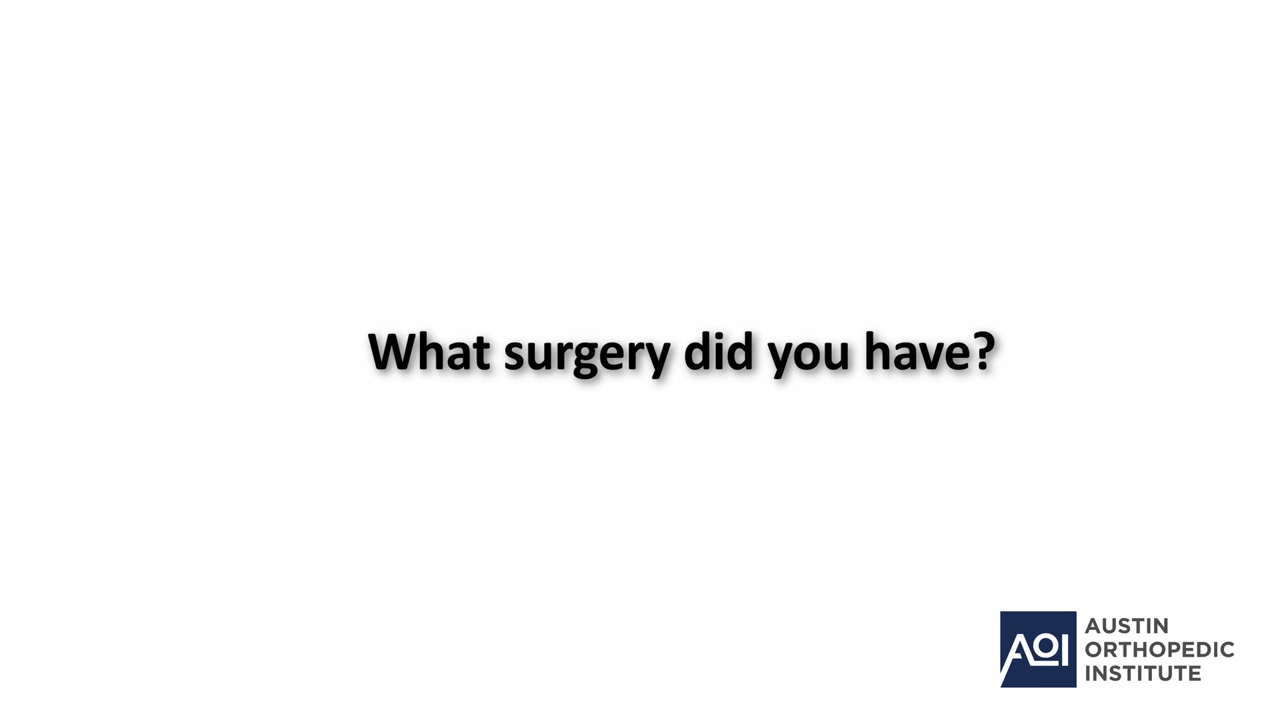 What surgery did you have?
AOI
AUSTIN
ORTHOPEDIC
INSTITUTE